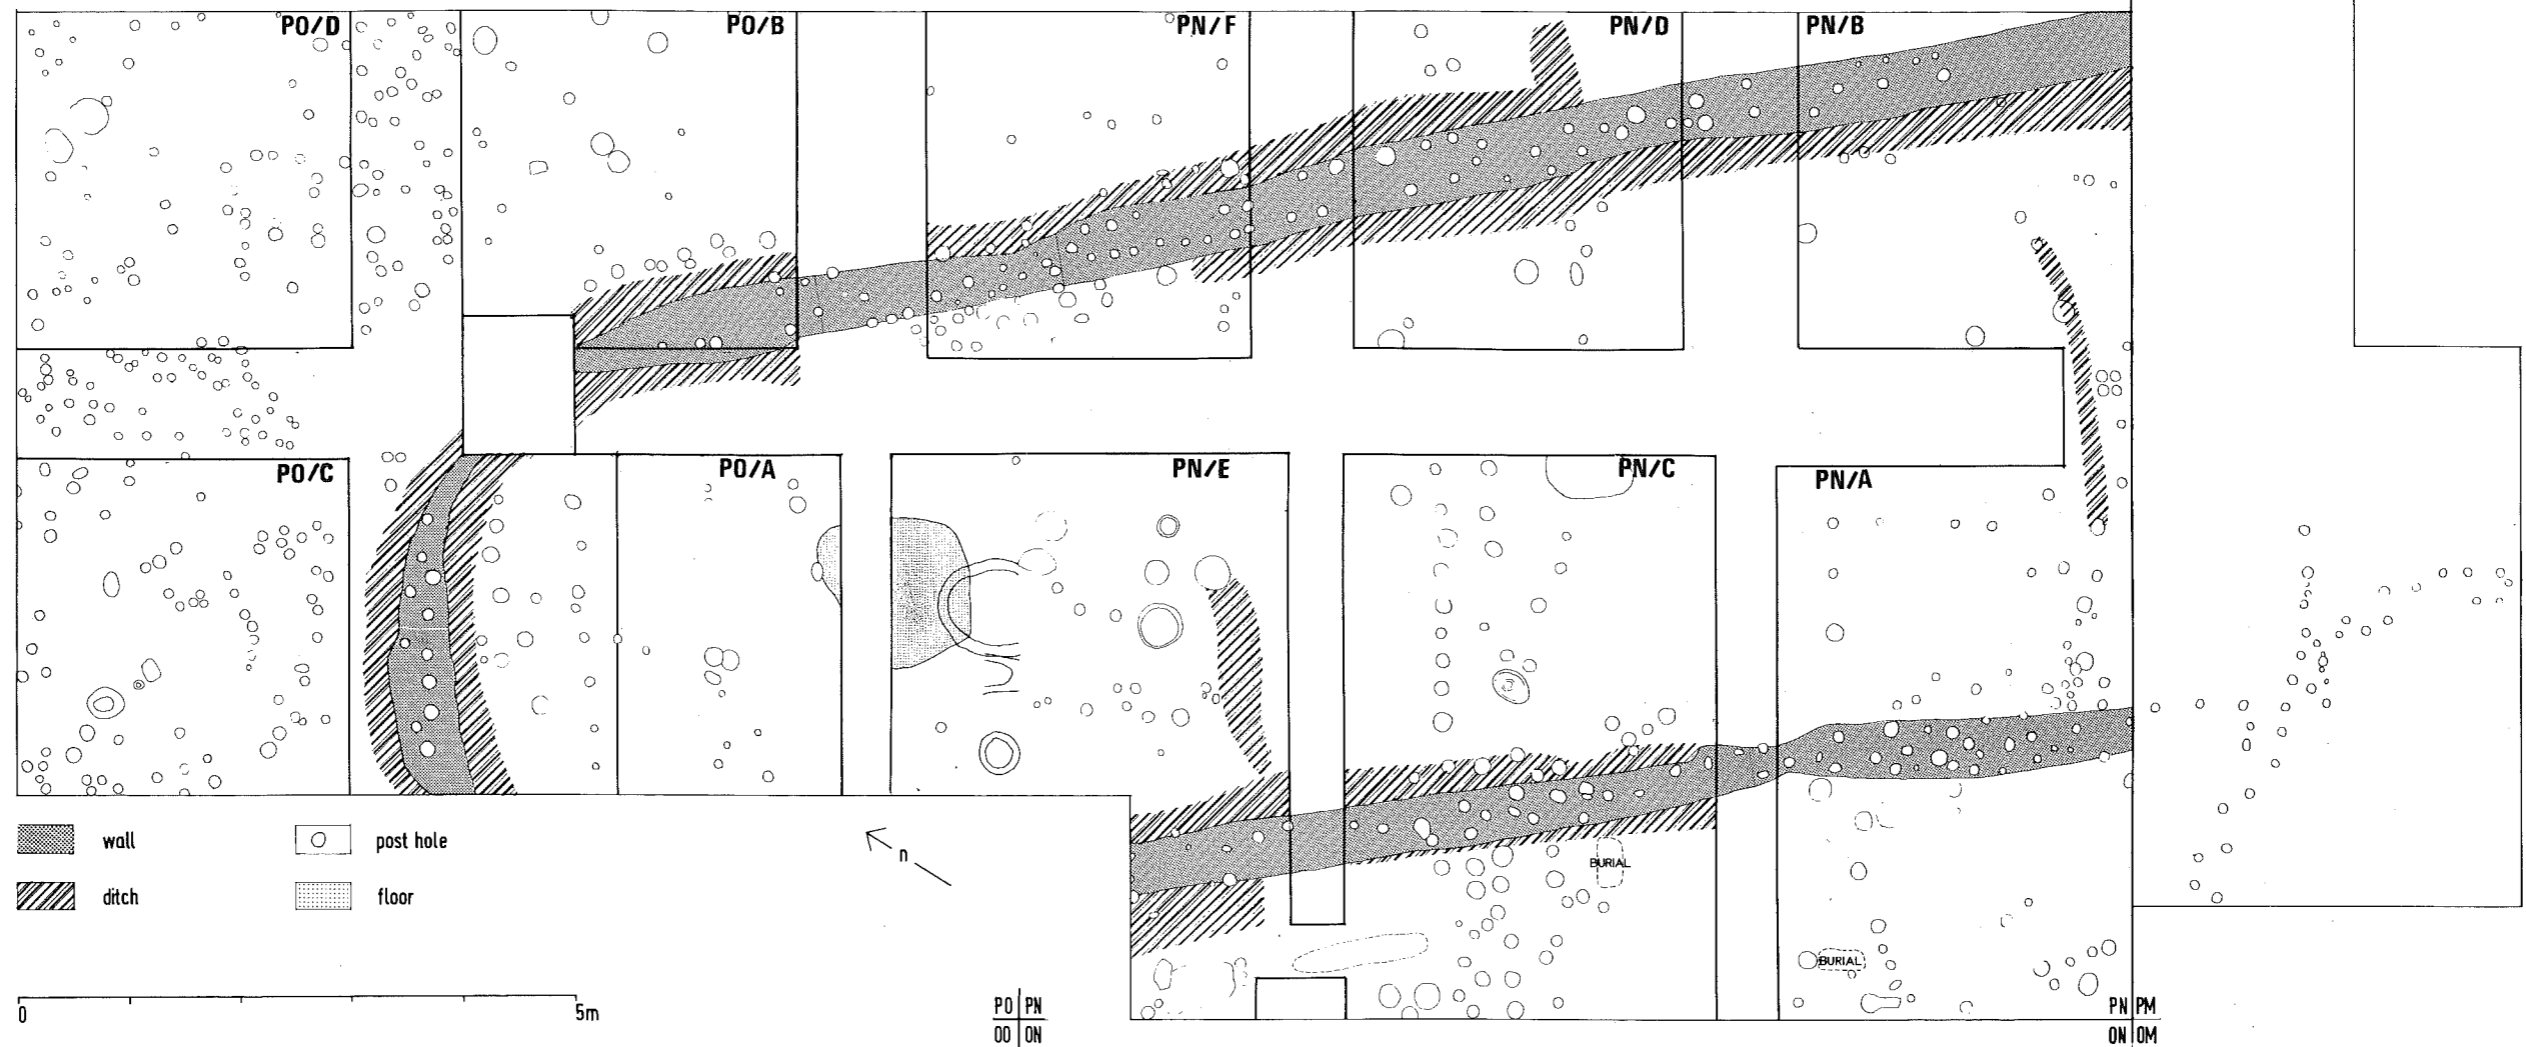 PO/D
PO/B
PN/F
PN/D
PN/B
PO/C
PO/A
PN/E
PN/C
PN/A
wall
post hole
n
BURIAL
ditch
floor
BURIAL
0
5m
PO PN
OO ON
PN PM
ON OM